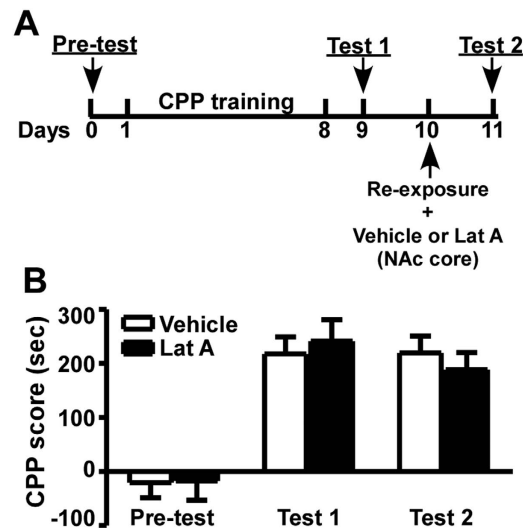 A
Pre-test Test 1 Test 2
CPP training
Days 0 1 8 9 10 11
Re-exposure
+
Vehicle or Lat A
(NAc core)
B
CPP score (sec)
300
200
100
0
-100
Vehicle
Lat A
Pre-test Test 1 Test 2